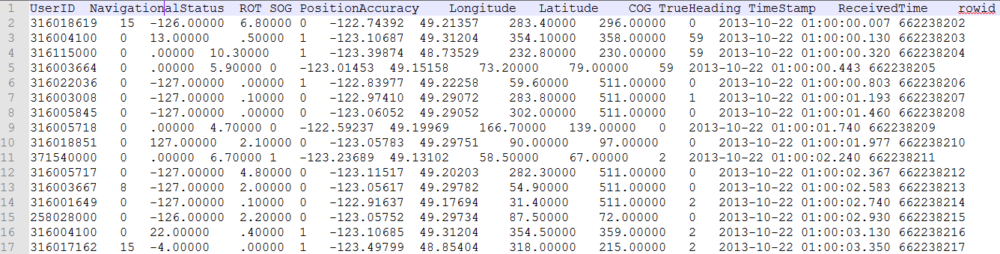 1 UserID NavigationalStatus ROT SOG PositionAccuracy Longitude Latitude COG TrueHeading TimeStamp ReceivedTime rowid
2 316018619 15 -126.00000 6.80000 0 -122.74392 49.21357 283.40000 296.00000 0 2013-10-22 01:00:00.007 662238202
3 316004100 0 13.00000 .50000 1 -123.10687 49.31204 354.10000 358.00000 59 2013-10-22 01:00:00.130 662238203
4 316115000 0 .00000 10.30000 1 -123.39874 48.73529 232.80000 230.00000 59 2013-10-22 01:00:00.320 662238204
5 316003664 0 .00000 5.90000 0 -123.01453 49.15158 73.20000 79.00000 59 2013-10-22 01:00:00.443 662238205
6 316022036 0 -127.00000 .00000 1 -122.83977 49.22258 59.60000 511.00000 0 2013-10-22 01:00:00.803 662238206
7 316003008 0 -127.00000 .10000 0 -122.97410 49.29072 283.80000 511.00000 1 2013-10-22 01:00:01.193 662238207
8 316005845 0 -127.00000 .00000 0 -123.06052 49.29052 302.00000 511.00000 0 2013-10-22 01:00:01.460 662238208
9 316005718 0 .00000 4.70000 0 -122.59237 49.19969 166.70000 139.00000 0 2013-10-22 01:00:01.740 662238209
10 316018851 0 127.00000 2.10000 0 -123.05783 49.29751 90.00000 97.00000 0 2013-10-22 01:00:01.977 662238210
11 371540000 0 .00000 6.70000 1 -123.23689 49.13102 58.50000 67.00000 2 2013-10-22 01:00:02.240 662238211
12 316005717 0 -127.00000 4.80000 0 -123.11517 49.20203 282.30000 511.00000 0 2013-10-22 01:00:02.367 662238212
13 316003667 8 -127.00000 2.00000 0 -123.05617 49.29782 54.90000 511.00000 0 2013-10-22 01:00:02.583 662238213
14 316001649 0 -127.00000 .10000 0 -122.91637 49.17694 31.40000 511.00000 2 2013-10-22 01:00:02.740 662238214
15 258028000 0 -126.00000 2.20000 0 -123.05752 49.29734 87.50000 72.00000 0 2013-10-22 01:00:02.930 662238215
16 316004100 0 22.00000 .40000 1 -123.10685 49.31204 354.50000 359.00000 2 2013-10-22 01:00:03.130 662238216
17 316017162 15 -4.00000 .00000 1 -123.49799 48.85404 318.00000 215.00000 2 2013-10-22 01:00:03.350 662238217